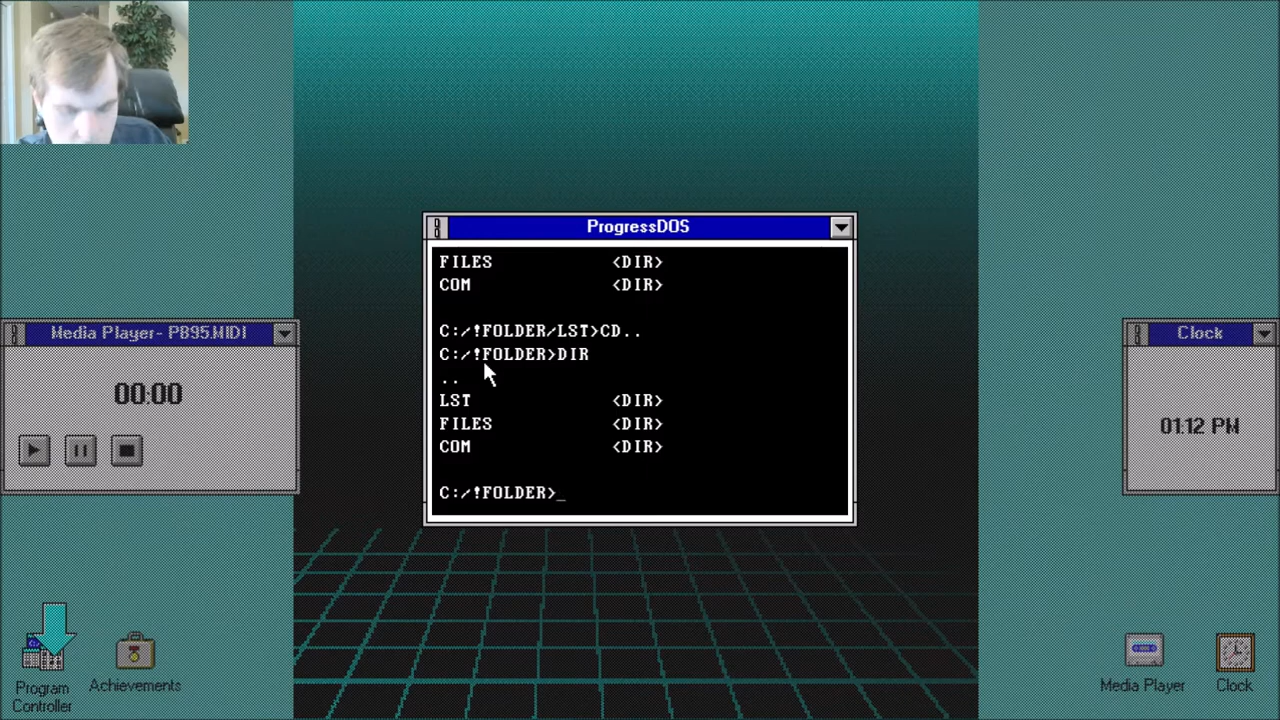 ProgressDOS
FILES <DIR>
COM <DIR>
C:/!FOLDER/LST>CD..
C:/!FOLDER>DIR
..
LST <DIR>
FILES <DIR>
COM <DIR>
C:/!FOLDER>_
Media Player- PB95.MIDI
00:00
Clock
01.12 PM
Program
Controller
Achievements
Media Player
Clock